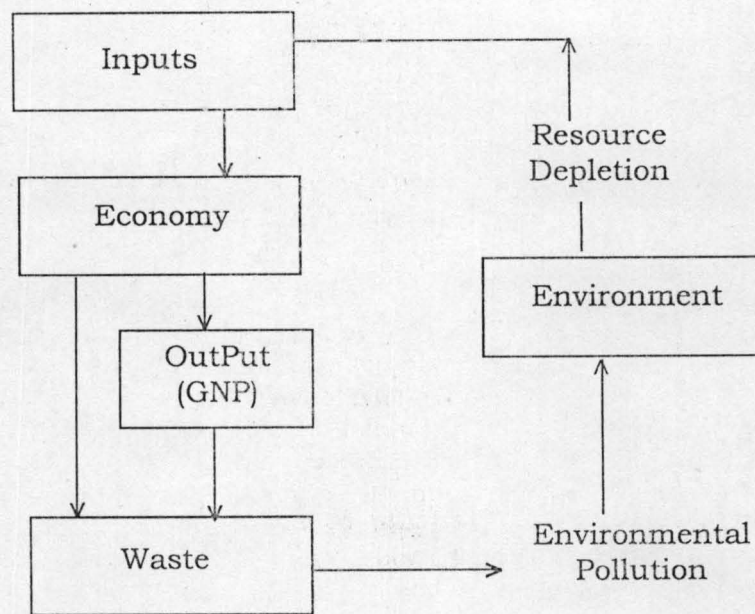 Inputs
Resource
Depletion
Economy
Environment
OutPut
(GNP)
Waste
Environmental
Pollution